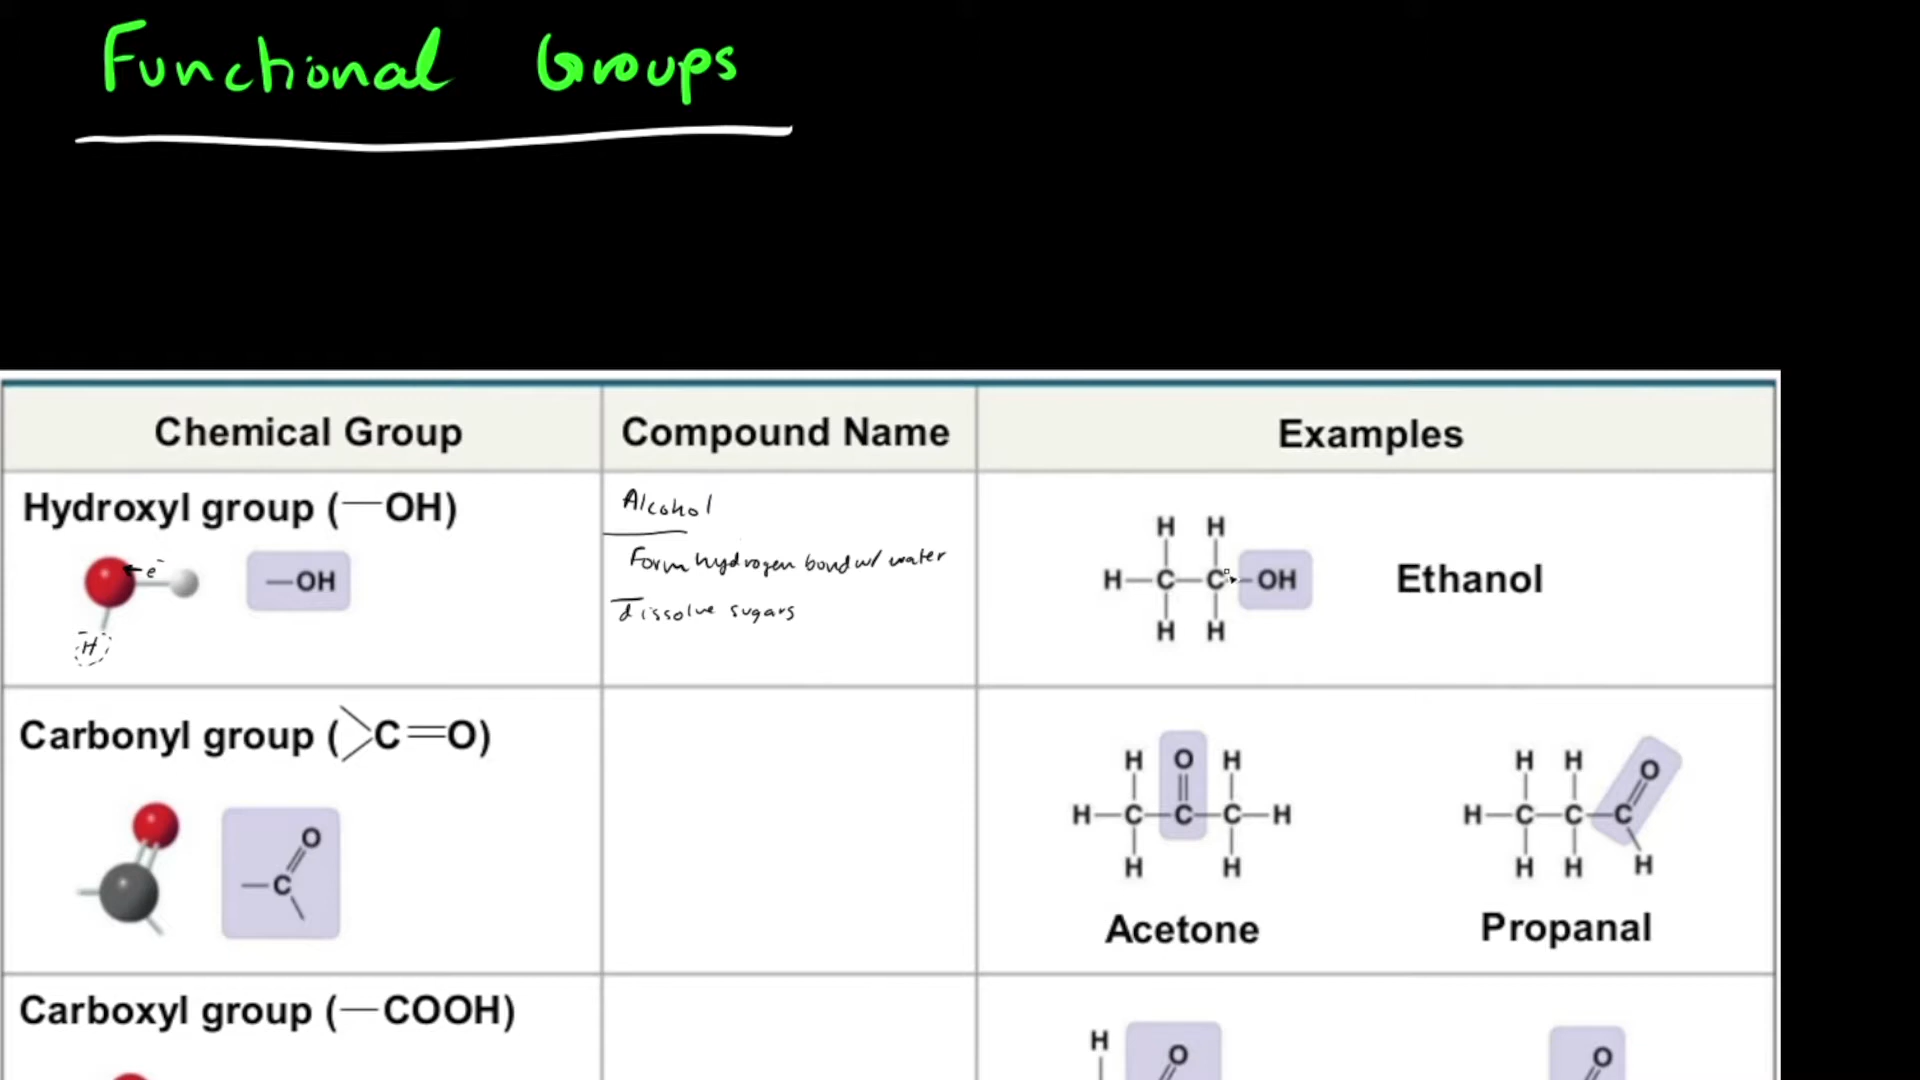 Functional Groups
Chemical Group
Compound Name
Examples
Hydroxyl group (—OH)
e⁻
—OH
H
Alcohol
Form hydrogen bond w/ water
dissolve sugars
H H
H—C—C—OH
H H
Ethanol
Carbonyl group (>C=O)
O
—C
H O H
H—C—C—C—H
H H
Acetone
H H O
H—C—C—C
H H H
Propanal
Carboxyl group (—COOH)
H O
O